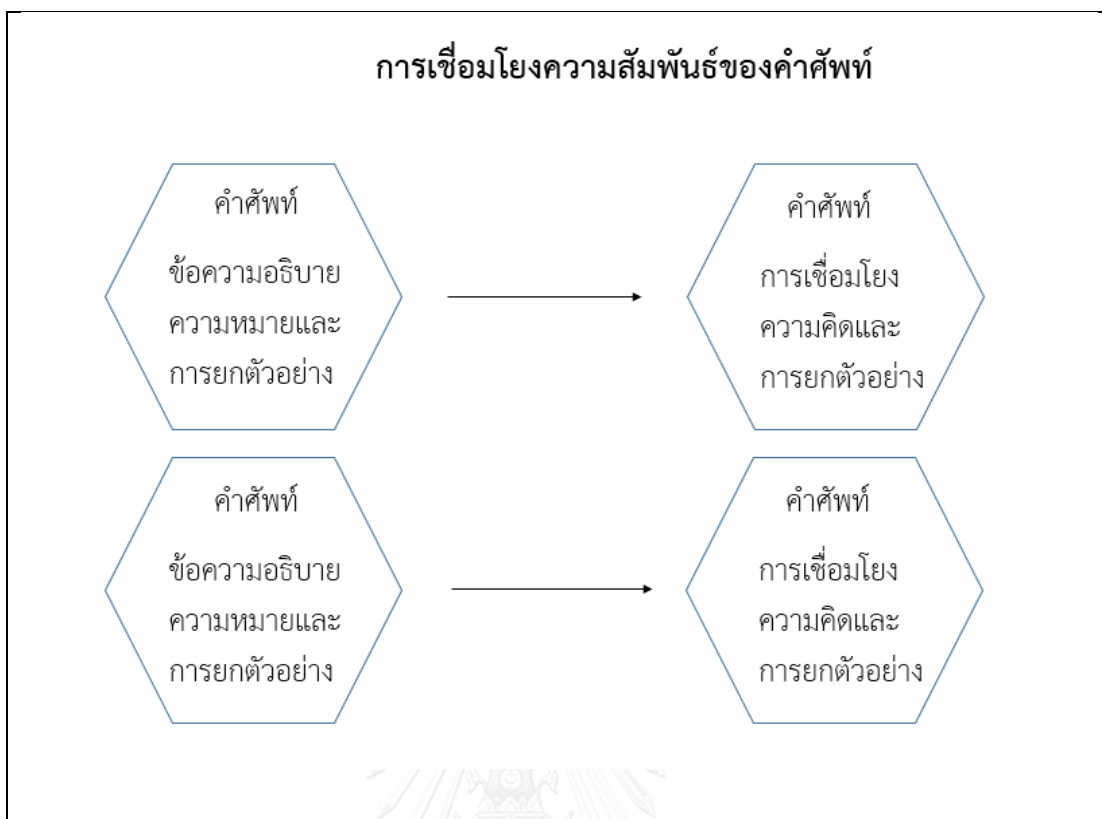 การเชื่อมโยงความสัมพันธ์ของคำศัพท์
คำศัพท์
ข้อความอธิบาย
ความหมายและ
การยกตัวอย่าง
คำศัพท์
การเชื่อมโยง
ความคิดและ
การยกตัวอย่าง
คำศัพท์
ข้อความอธิบาย
ความหมายและ
การยกตัวอย่าง
คำศัพท์
การเชื่อมโยง
ความคิดและ
การยกตัวอย่าง